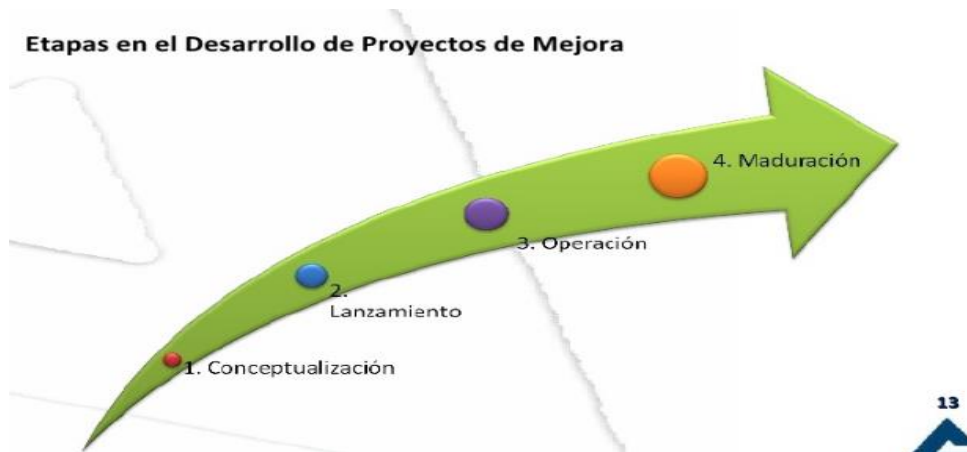 Etapas en el Desarrollo de Proyectos de Mejora
4. Maduración
3. Operación
2.
Lanzamiento
1. Conceptualización
13